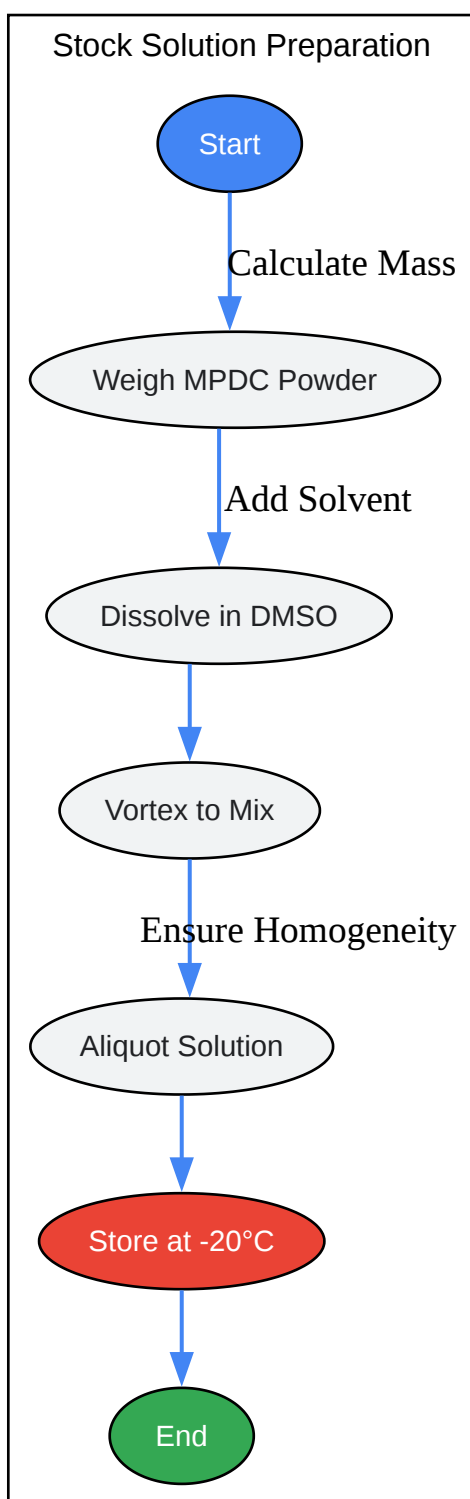 Stock Solution Preparation
Start
Calculate Mass
Weigh MPDC Powder
Add Solvent
Dissolve in DMSO
Vortex to Mix
Ensure Homogeneity
Aliquot Solution
Store at -20°C
End